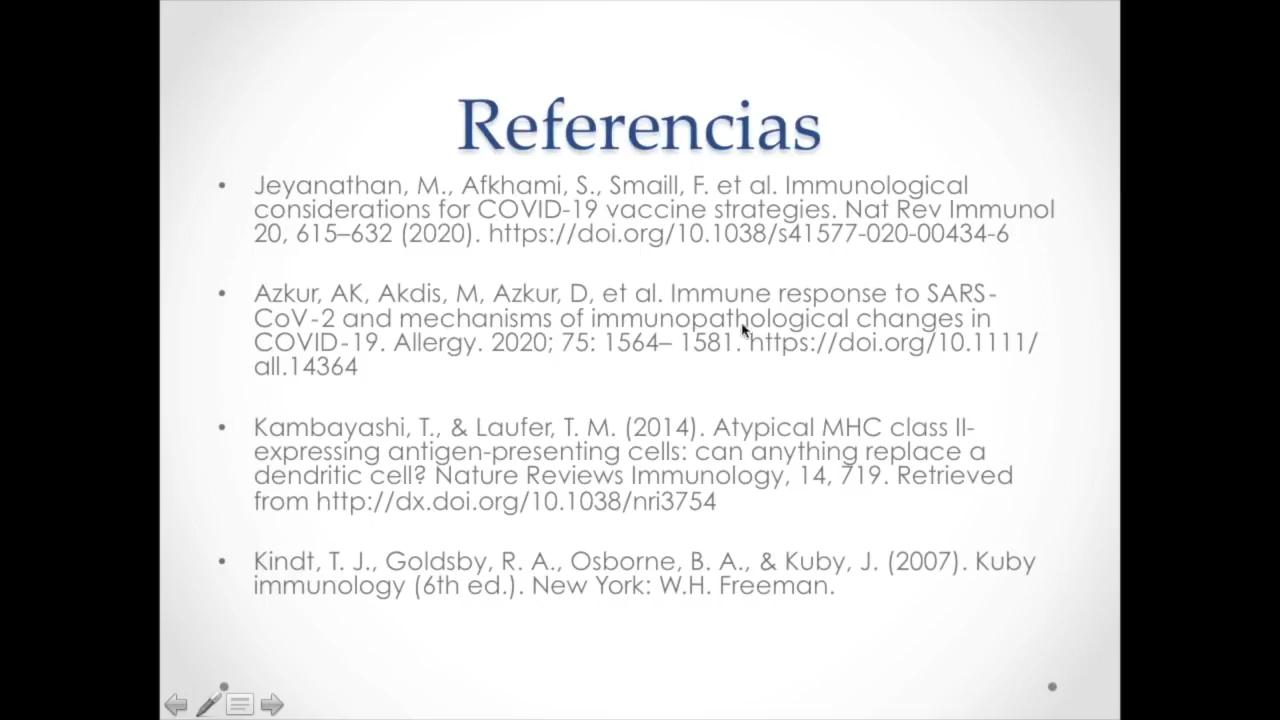 Referencias
• Jeyanathan, M., Afkhami, S., Smaill, F. et al. Immunological
considerations for COVID-19 vaccine strategies. Nat Rev Immunol
20, 615–632 (2020). https://doi.org/10.1038/s41577-020-00434-6
• Azkur, AK, Akdis, M, Azkur, D, et al. Immune response to SARS-
CoV-2 and mechanisms of immunopathological changes in
COVID-19. Allergy. 2020; 75: 1564– 1581. https://doi.org/10.1111/
all.14364
• Kambayashi, T., & Laufer, T. M. (2014). Atypical MHC class II-
expressing antigen-presenting cells: can anything replace a
dendritic cell? Nature Reviews Immunology, 14, 719. Retrieved
from http://dx.doi.org/10.1038/nri3754
• Kindt, T. J., Goldsby, R. A., Osborne, B. A., & Kuby, J. (2007). Kuby
immunology (6th ed.). New York: W.H. Freeman.